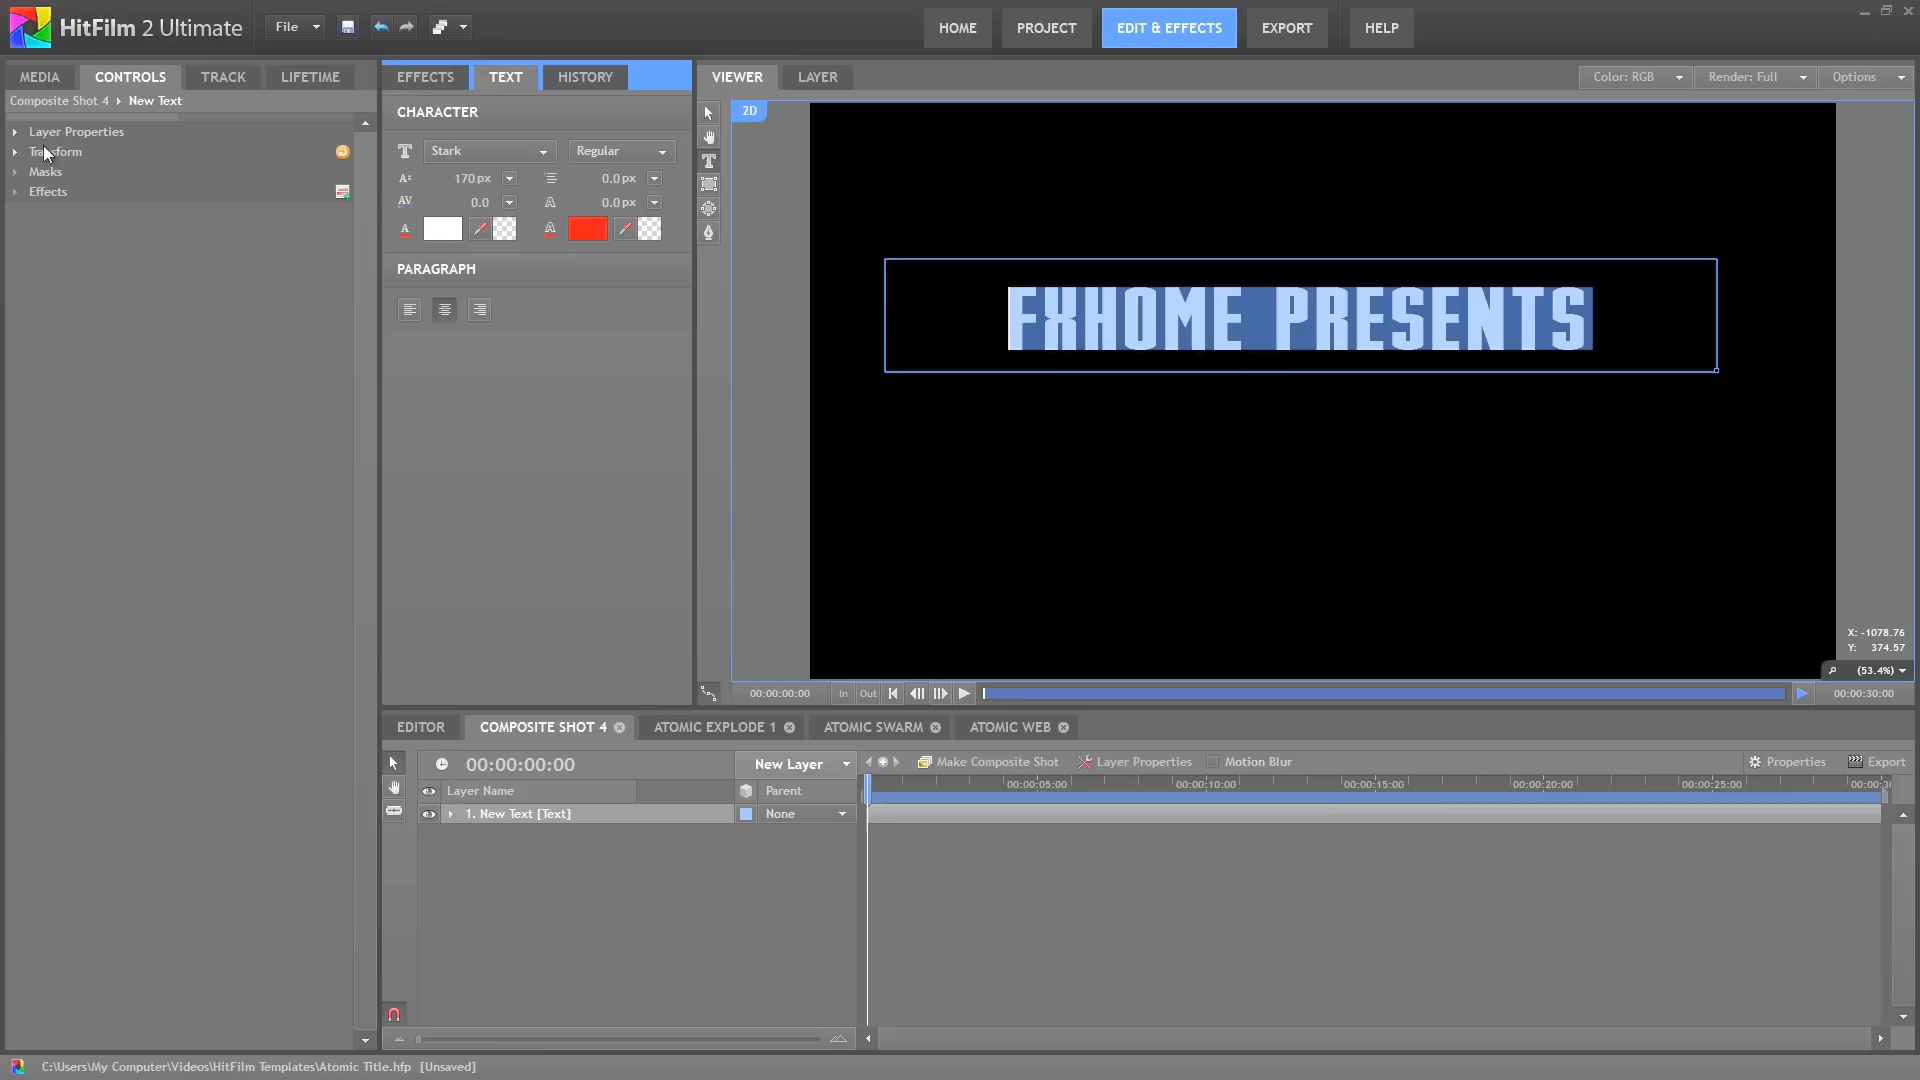 HitFilm 2 Ultimate
File
HOME
PROJECT
EDIT & EFFECTS
EXPORT
HELP
MEDIA
CONTROLS
TRACK
LIFETIME
Composite Shot 4
New Text
Layer Properties
Transform
Masks
Effects
EFFECTS
TEXT
HISTORY
CHARACTER
Stark
Regular
170 px
0.0 px
0.0
0.0 px
PARAGRAPH
VIEWER
LAYER
Color: RGB
Render: Full
Options
2D
FXHOME PRESENTS
X: -1078.76
Y: 374.57
(53.4%)
00:00:00:00
In
Out
00:00:30:00
EDITOR
COMPOSITE SHOT 4
ATOMIC EXPLODE 1
ATOMIC SWARM
ATOMIC WEB
00:00:00:00
New Layer
Make Composite Shot
Layer Properties
Motion Blur
Properties
Export
Layer Name
Parent
00:00:05:00
00:00:10:00
00:00:15:00
00:00:20:00
00:00:25:00
1. New Text [Text]
None
C:\Users\My Computer\Videos\HitFilm Templates\Atomic Title.hfp [Unsaved]